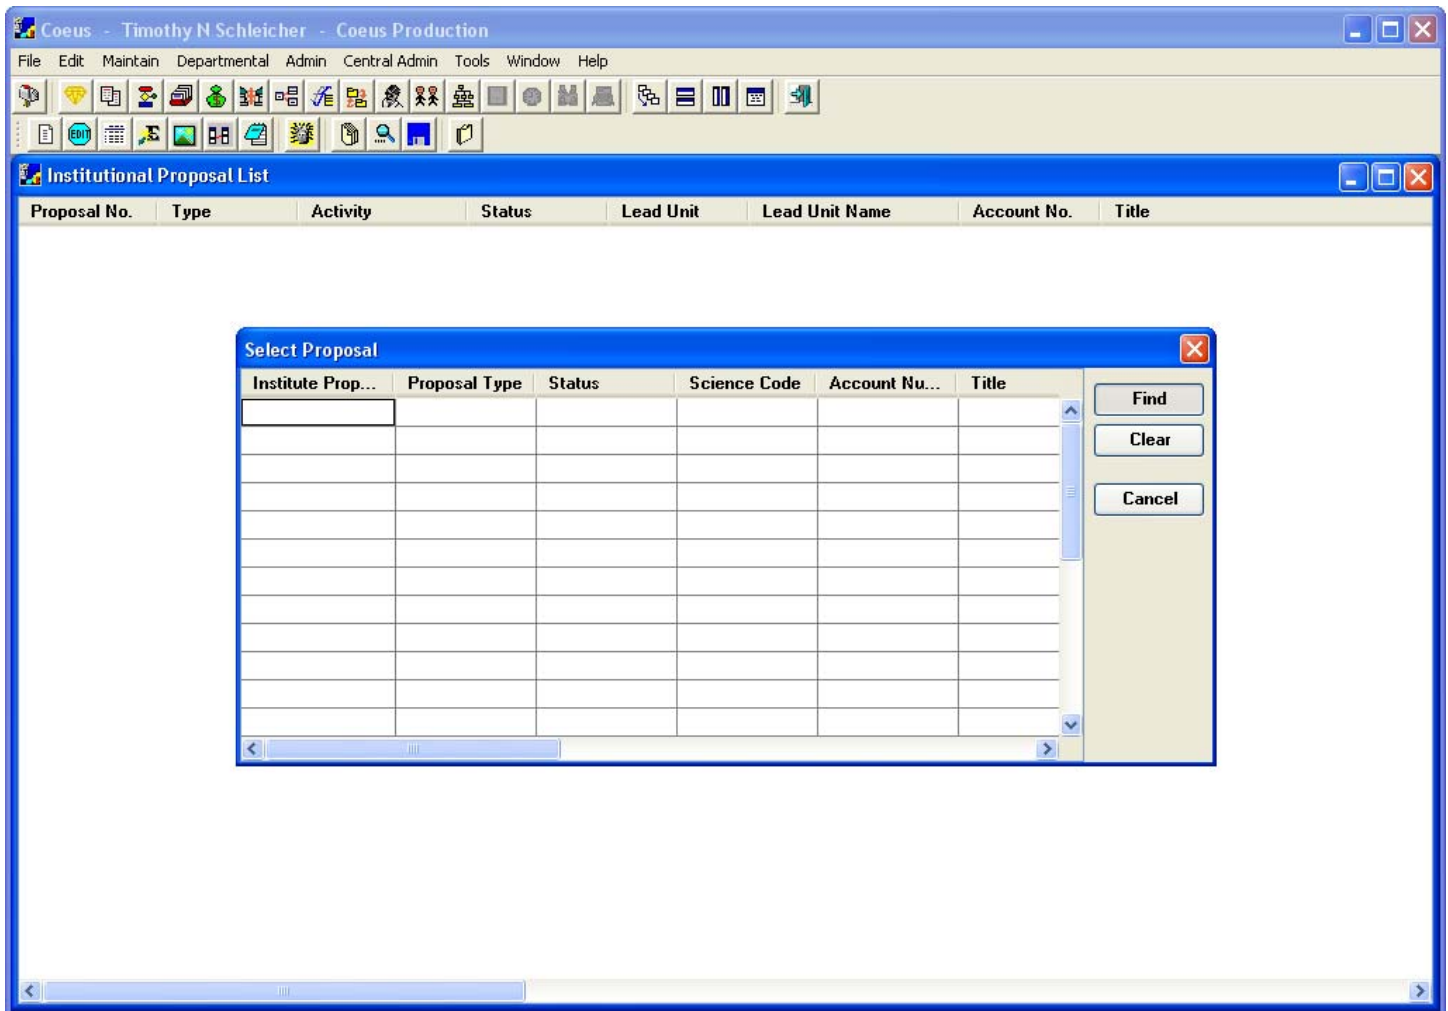 Coeus - Timothy N Schleicher - Coeus Production
File Edit Maintain Departmental Admin Central Admin Tools Window Help
EDIT
Institutional Proposal List
Proposal No. Type Activity Status Lead Unit Lead Unit Name Account No. Title
Select Proposal
Institute Prop... Proposal Type Status Science Code Account Nu... Title
Find
Clear
Cancel